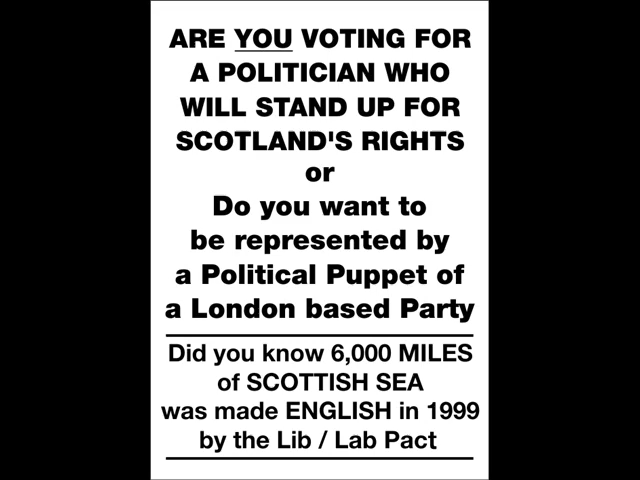 ARE YOU VOTING FOR
A POLITICIAN WHO
WILL STAND UP FOR
SCOTLAND'S RIGHTS
or
Do you want to
be represented by
a Political Puppet of
a London based Party
Did you know 6,000 MILES
of SCOTTISH SEA
was made ENGLISH in 1999
by the Lib / Lab Pact